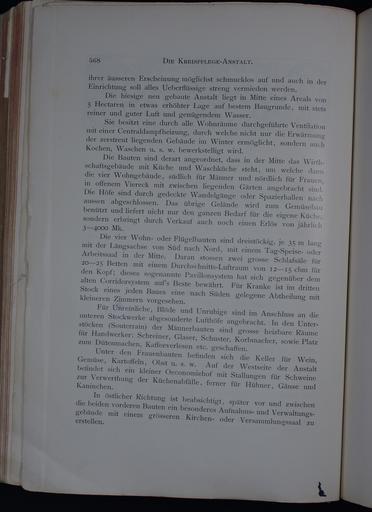 568 DIE KREISPFLEGE-ANSTALT.
ihrer äusseren Erscheinung möglichst schmucklos auf und auch in der
Einrichtung soll alles Ueberflüssige streng vermieden werden.
Die hiesige neu gebaute Anstalt liegt in Mitte eines Areals von
5 Hectaren in etwas erhöhter Lage auf bestem Baugrunde, mit stets
reiner und guter Luft und genügendem Wasser.
Sie besitzt eine durch alle Wohnräume durchgeführte Ventilation
mit einer Centraldampfheizung, durch welche nicht nur die Erwärmung
der zerstreut liegenden Gebäude im Winter ermöglicht, sondern auch
Kochen, Waschen u. s. w. bewerkstelligt wird.
Die Bauten sind derart angeordnet, dass in der Mitte das Wirth-
schaftsgebäude mit Küche und Waschküche steht, um welche dann
die vier Wohngebäude, südlich für Männer und nördlich für Frauen,
in offenem Viereck mit zwischen liegenden Gärten angebracht sind.
Die Höfe sind durch gedeckte Wandelgänge oder Spazierhallen nach
aussen abgeschlossen. Das übrige Gelände wird zum Gemüsebau
benützt und liefert nicht nur den ganzen Bedarf für die eigene Küche,
sondern erbringt durch Verkauf auch noch einen Erlös von jährlich
3—4000 Mk.
Die vier Wohn- oder Flügelbauten sind dreistöckig, je 35 m lang
mit der Längsachse von Süd nach Nord, mit einem Tag-Speise- oder
Arbeitssaal in der Mitte. Daran stossen zwei grosse Schlafsäle für
20—25 Betten mit einem Durchschnitts-Luftraum von 12—15 cbm für
den Kopf; dieses sogenannte Pavillonsystem hat sich gegenüber dem
alten Corridorsystem auf's Beste bewährt. Für Kranke ist im dritten
Stock eines jeden Baues eine nach Süden gelegene Abtheilung mit
kleineren Zimmern vorgesehen.
Für Unreinliche, Blöde und Unruhige sind im Anschluss an die
unteren Stockwerke abgesonderte Lufthöfe angebracht. In den Unter-
stöcken (Souterrain) der Männerbauten sind grosse heizbare Räume
für Handwerker: Schreiner, Glaser, Schuster, Korbmacher, sowie Platz
zum Dütenmachen, Kaffeeverlesen etc. geschaffen.
Unter den Frauenbauten befinden sich die Keller für Wein,
Gemüse, Kartoffeln, Obst u. s. w. Auf der Westseite der Anstalt
befindet sich ein kleiner Oeconomiehof mit Stallungen für Schweine
zur Verwerthung der Küchenabfälle, ferner für Hühner, Gänse und
Kaninchen.
In östlicher Richtung ist beabsichtigt, später vor und zwischen
die beiden vorderen Bauten ein besonderes Aufnahms- und Verwaltungs-
gebäude mit einem grösseren Kirchen- oder Versammlungssaal zu
erstellen.